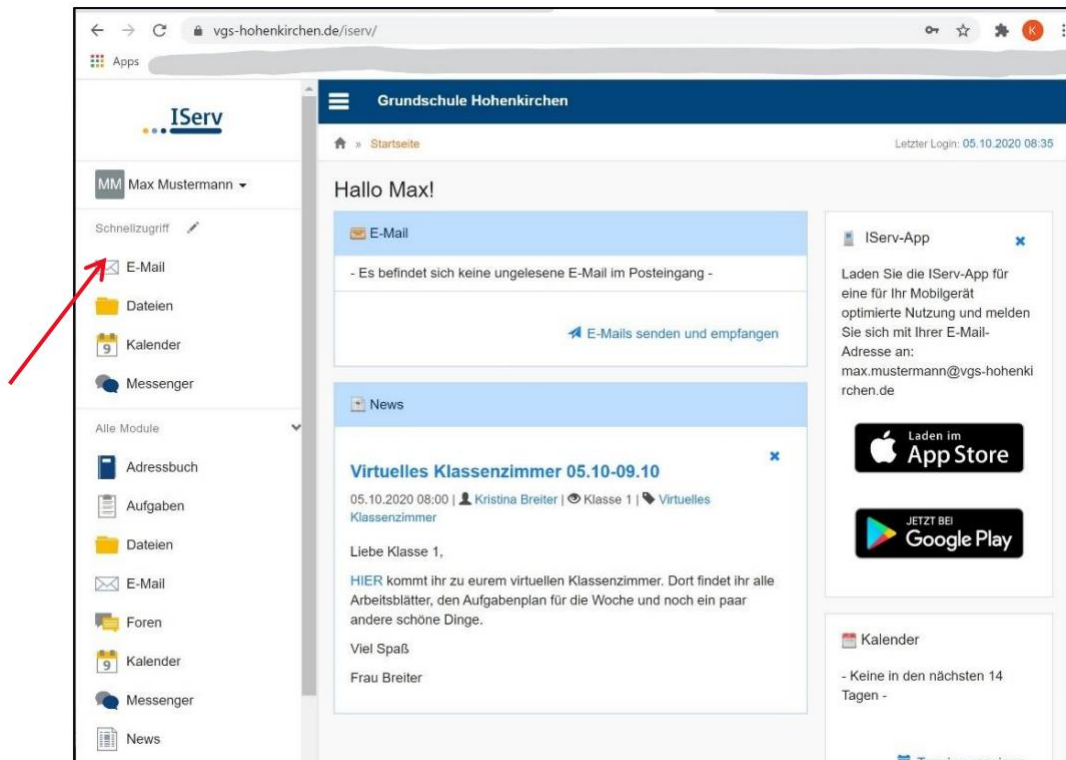 vgs-hohenkirchen.de/iserv/
K
Apps
IServ
MM Max Mustermann
Schnellzugriff
E-Mail
Dateien
9 Kalender
Messenger
Alle Module
Adressbuch
Aufgaben
Dateien
E-Mail
Foren
9 Kalender
Messenger
News
Grundschule Hohenkirchen
» Startseite
Letzter Login: 05.10.2020 08:35
Hallo Max!
E-Mail
- Es befindet sich keine ungelesene E-Mail im Posteingang -
E-Mails senden und empfangen
News
Virtuelles Klassenzimmer 05.10-09.10
05.10.2020 08:00 | Kristina Breiter | Klasse 1 | Virtuelles
Klassenzimmer
Liebe Klasse 1,
HIER kommt ihr zu eurem virtuellen Klassenzimmer. Dort findet ihr alle
Arbeitsblätter, den Aufgabenplan für die Woche und noch ein paar
andere schöne Dinge.
Viel Spaß
Frau Breiter
IServ-App
Laden Sie die IServ-App für
eine für Ihr Mobilgerät
optimierte Nutzung und melden
Sie sich mit Ihrer E-Mail-
Adresse an:
max.mustermann@vgs-hohenki
rchen.de
Laden im
App Store
JETZT BEI
Google Play
Kalender
- Keine in den nächsten 14
Tagen -